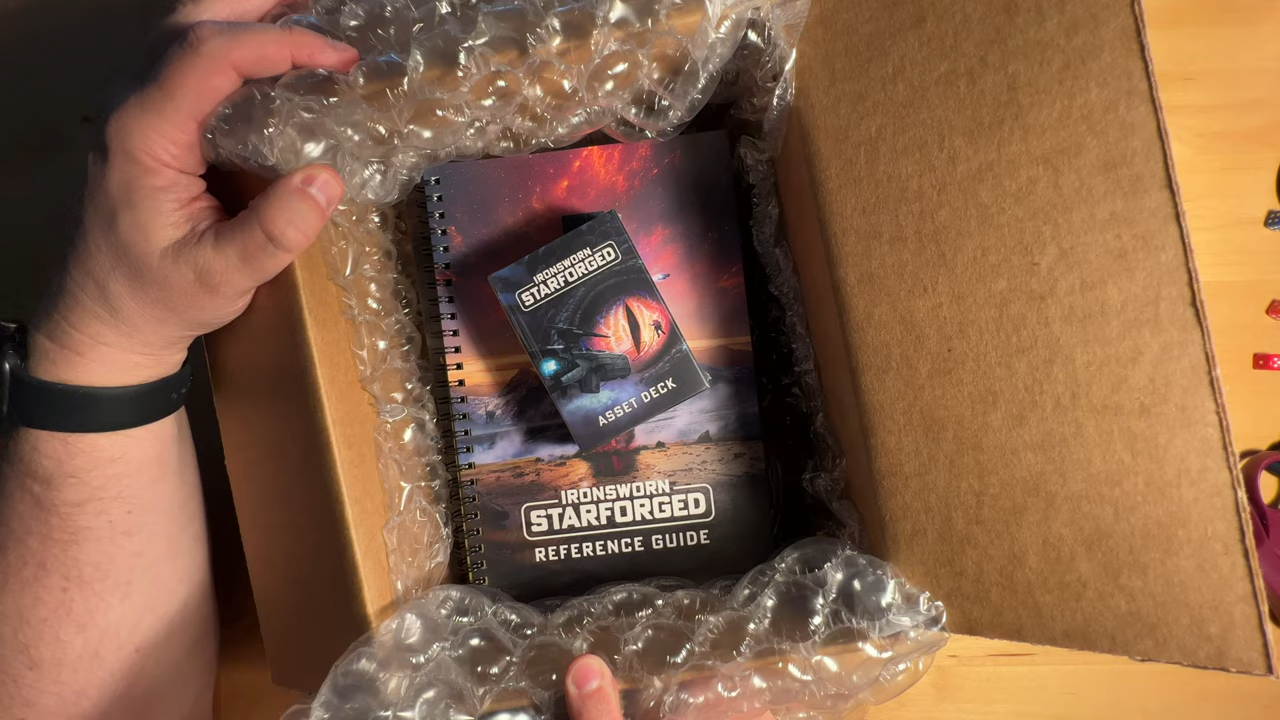 IRONSWORN
STARFORGED
ASSET DECK
IRONSWORN
STARFORGED
REFERENCE GUIDE